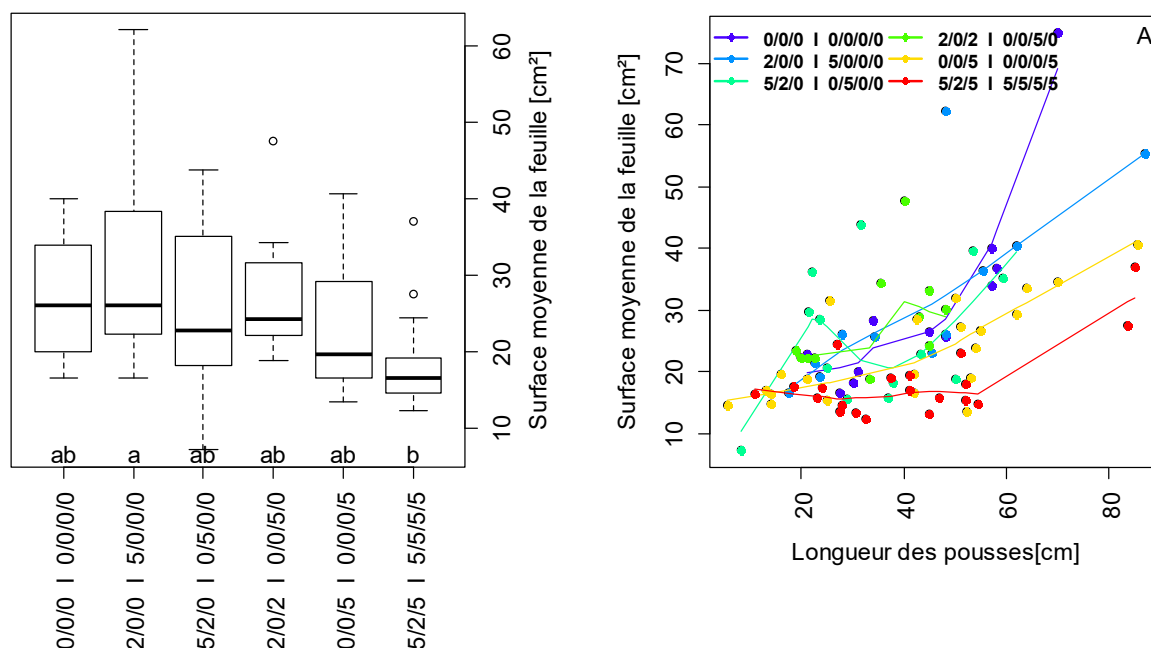 60
50
40
30
20
10
Surface moyenne de la feuille [cm²]
ab a ab ab ab b
0/0/0 I 0/0/0/0
2/0/0 I 5/0/0/0
5/2/0 I 0/5/0/0
2/0/2 I 0/0/5/0
0/0/5 I 0/0/0/5
5/2/5 I 5/5/5/5
A
0/0/0 I 0/0/0/0
2/0/0 I 5/0/0/0
5/2/0 I 0/5/0/0
2/0/2 I 0/0/5/0
0/0/5 I 0/0/0/5
5/2/5 I 5/5/5/5
Surface moyenne de la feuille [cm²]
70
60
50
40
30
20
10
20 40 60 80
Longueur des pousses[cm]